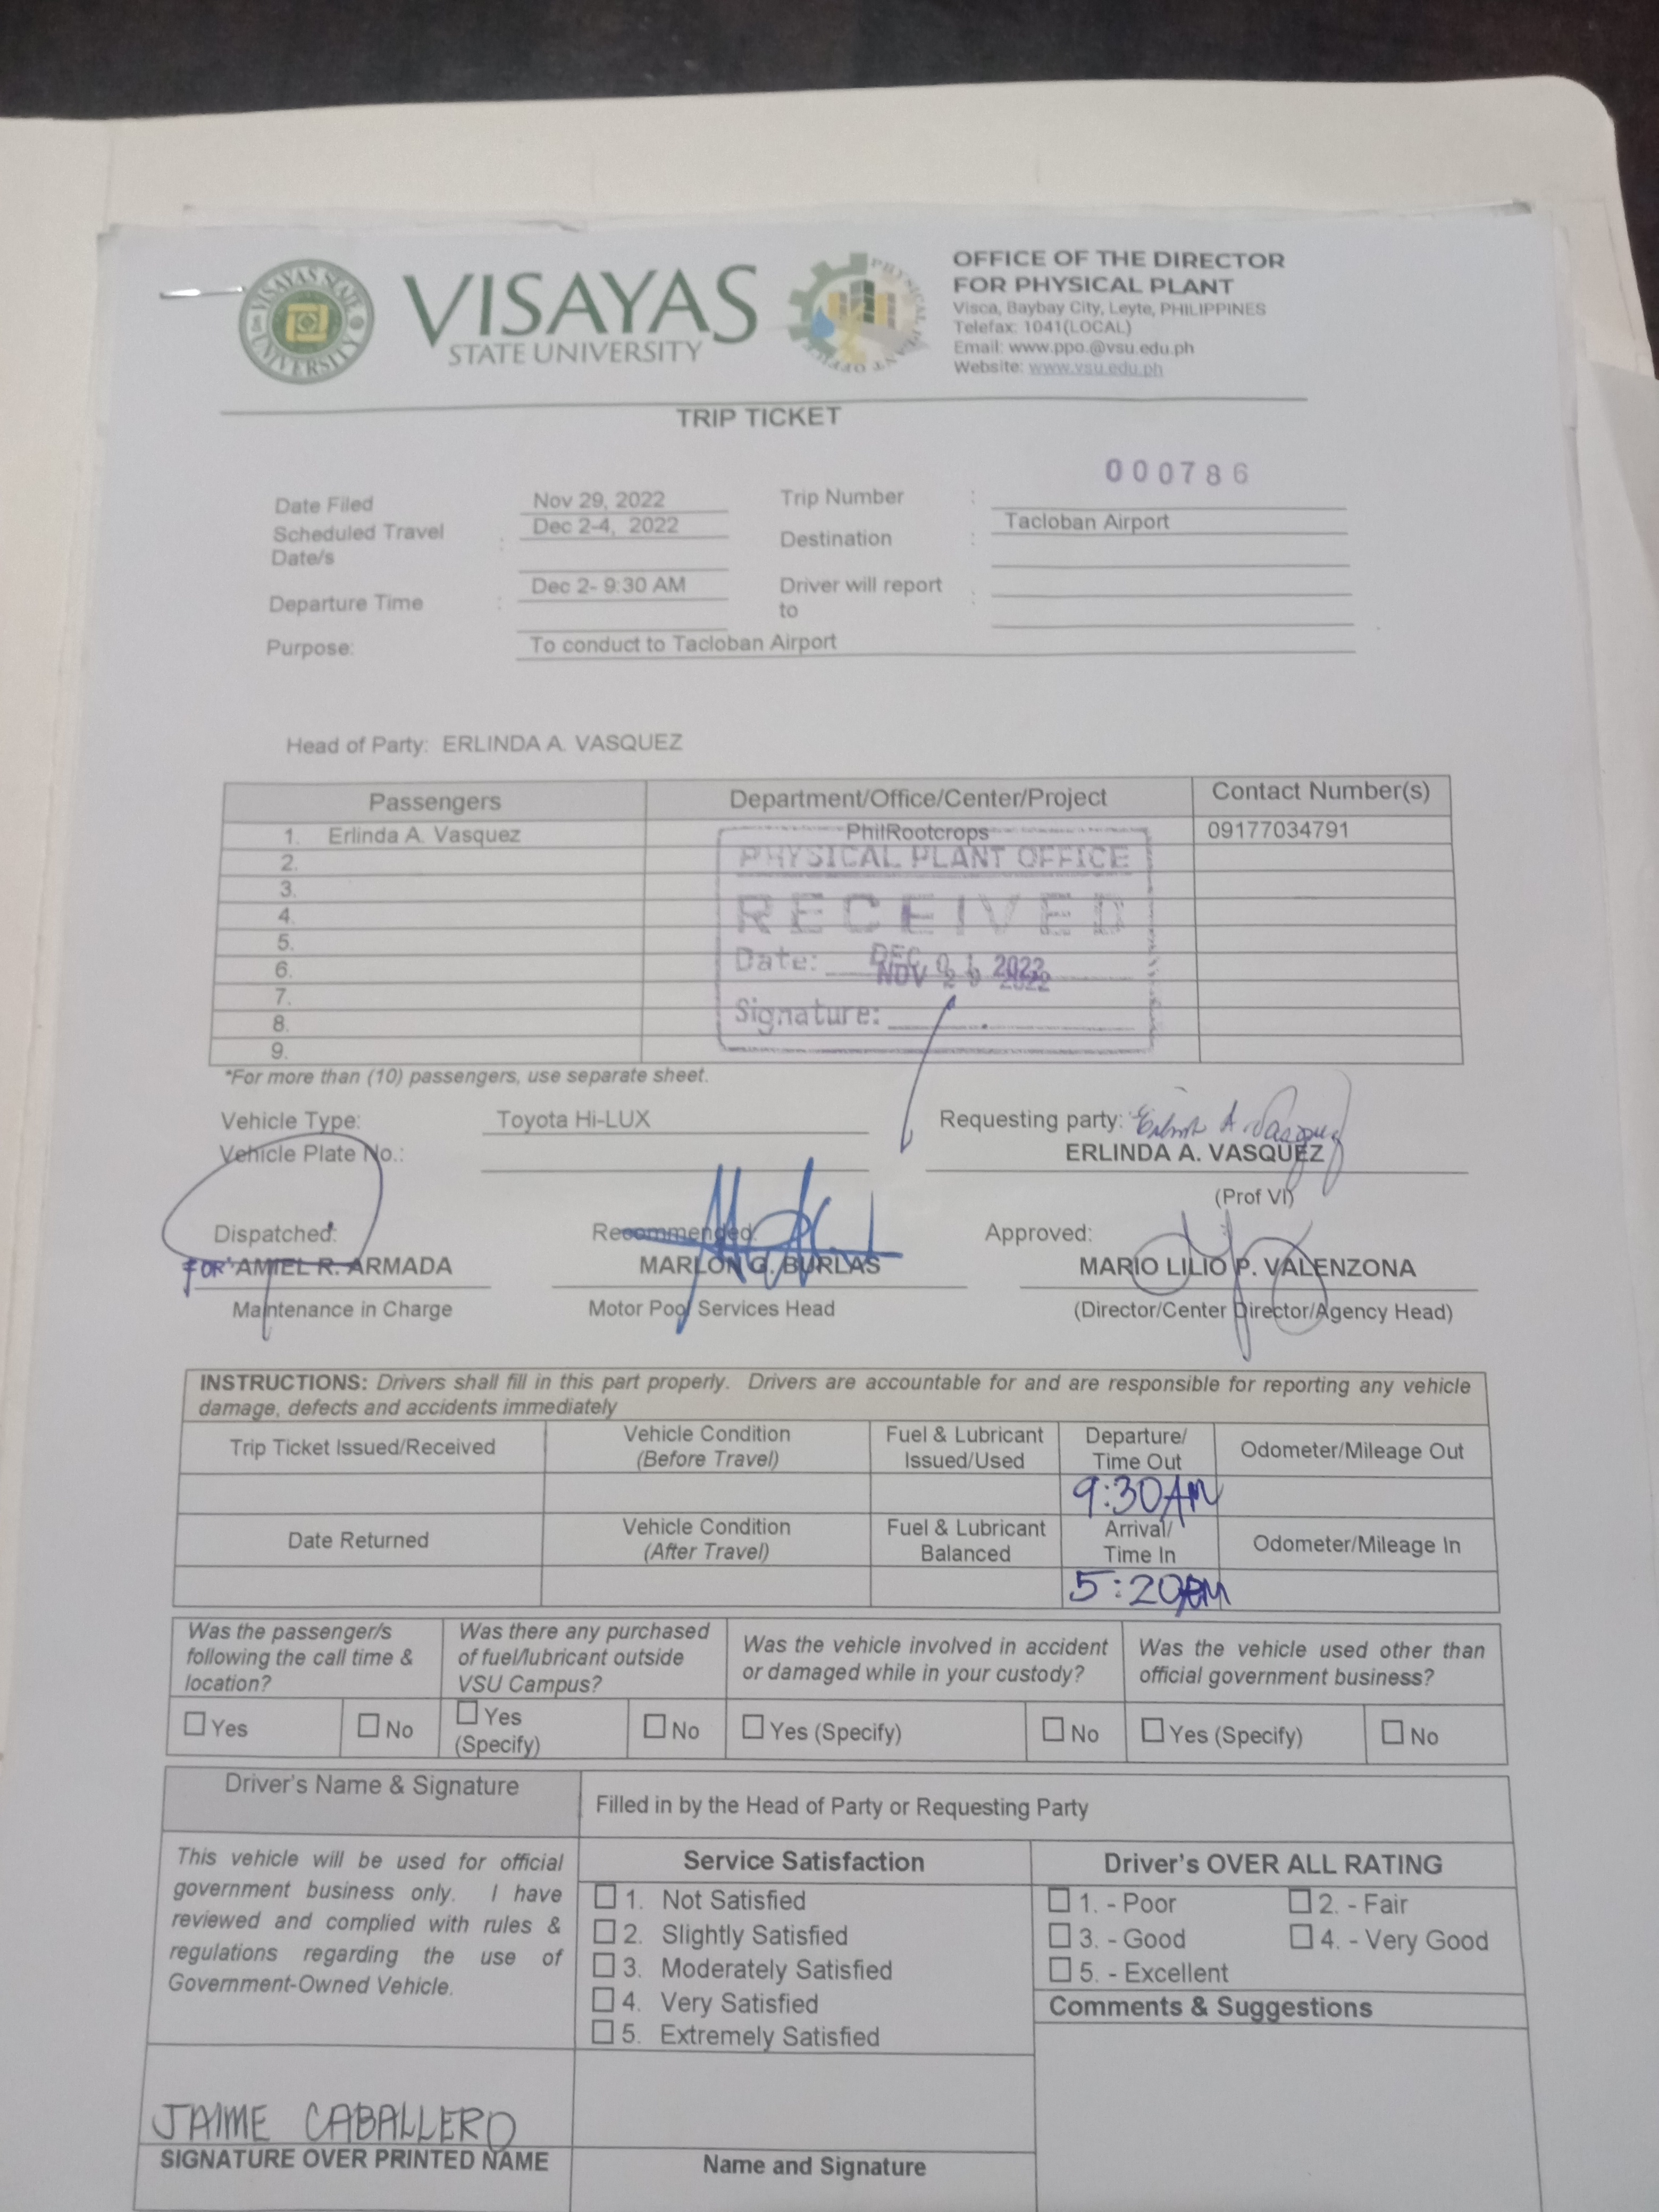 VISAYAS STATE UNIVERSITY
VISAYAS
STATE UNIVERSITY
PHYSICAL PLANT OFFICE
OFFICE OF THE DIRECTOR
FOR PHYSICAL PLANT
Visca, Baybay City, Leyte, PHILIPPINES
Telefax: 1041(LOCAL)
Email: www.ppo.@vsu.edu.ph
Website: www.vsu.edu.ph
TRIP TICKET
000786
Date Filed Nov 29, 2022 Trip Number :
Scheduled Travel Date/s : Dec 2-4, 2022 Destination : Tacloban Airport
Departure Time : Dec 2- 9:30 AM Driver will report to :
Purpose: To conduct to Tacloban Airport
Head of Party: ERLINDA A. VASQUEZ
Passengers Department/Office/Center/Project Contact Number(s)
1. Erlinda A. Vasquez PhilRootcrops 09177034791
2.
3.
4.
5.
6.
7.
8.
9.
PHYSICAL PLANT OFFICE
RECEIVED
Date: DEC 01 2022
NOV 29 2022
Signature:
*For more than (10) passengers, use separate sheet.
Vehicle Type: Toyota Hi-LUX
Vehicle Plate No.:
Requesting party: Erlinda A. Vasquez
ERLINDA A. VASQUEZ
(Prof VI)
Dispatched: Recommended: Approved:
FOR AMIEL R. ARMADA MARLON G. BURLAS MARIO LILIO P. VALENZONA
Maintenance in Charge Motor Pool Services Head (Director/Center Director/Agency Head)
INSTRUCTIONS: Drivers shall fill in this part properly. Drivers are accountable for and are responsible for reporting any vehicle
damage, defects and accidents immediately
Trip Ticket Issued/Received Vehicle Condition (Before Travel) Fuel & Lubricant Issued/Used Departure/ Time Out Odometer/Mileage Out
9:30AM
Date Returned Vehicle Condition (After Travel) Fuel & Lubricant Balanced Arrival/ Time In Odometer/Mileage In
5:20PM
Was the passenger/s following the call time & location? Was there any purchased of fuel/lubricant outside VSU Campus? Was the vehicle involved in accident or damaged while in your custody? Was the vehicle used other than official government business?
Yes No Yes (Specify) No Yes (Specify) No Yes (Specify) No
Driver's Name & Signature Filled in by the Head of Party or Requesting Party
This vehicle will be used for official
government business only. I have
reviewed and complied with rules &
regulations regarding the use of
Government-Owned Vehicle.
Service Satisfaction
1. Not Satisfied
2. Slightly Satisfied
3. Moderately Satisfied
4. Very Satisfied
5. Extremely Satisfied
Driver's OVER ALL RATING
1. - Poor 2. - Fair
3. - Good 4. - Very Good
5. - Excellent
Comments & Suggestions
JAIME CABALLERO
SIGNATURE OVER PRINTED NAME Name and Signature